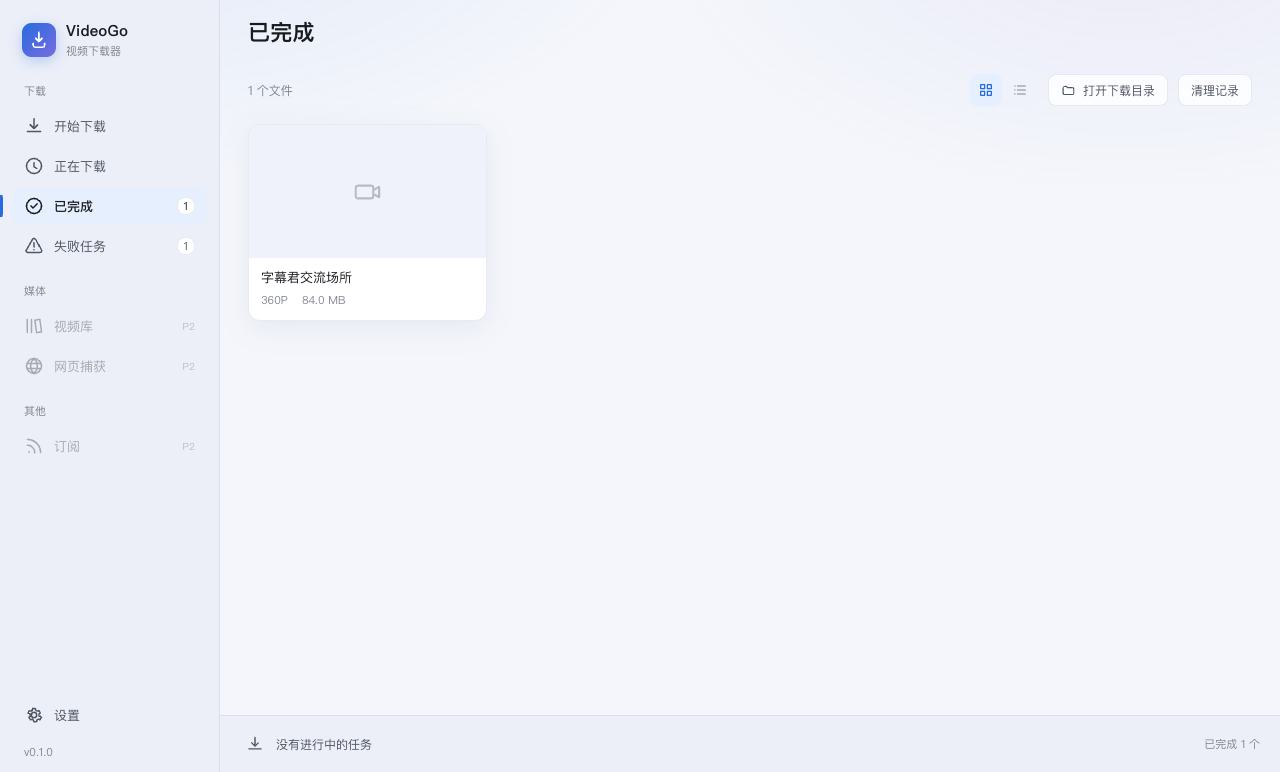 VideoGo
视频下载器
下载
开始下载
正在下载
已完成 1
失败任务 1
媒体
视频库 P2
网页捕获 P2
其他
订阅 P2
设置
v0.1.0
已完成
1 个文件
打开下载目录
清理记录
字幕君交流场所
360P 84.0 MB
没有进行中的任务
已完成 1 个